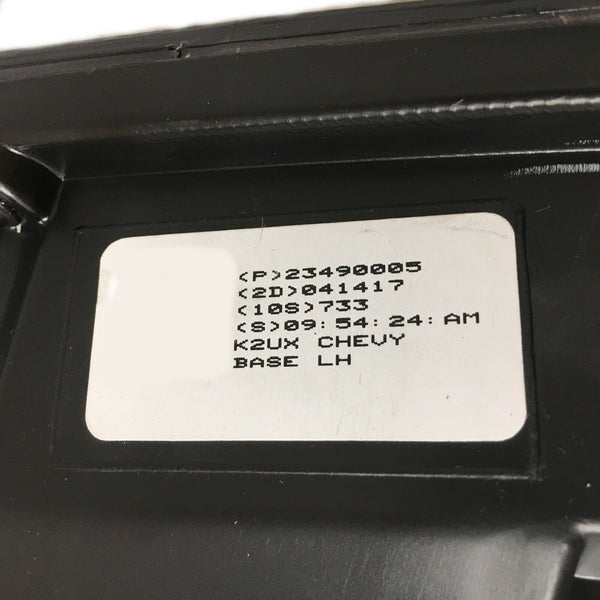 (P)23490005
(2D)041417
(10S)733
(S)09:54:24:AM
K2UX CHEVY
BASE LH